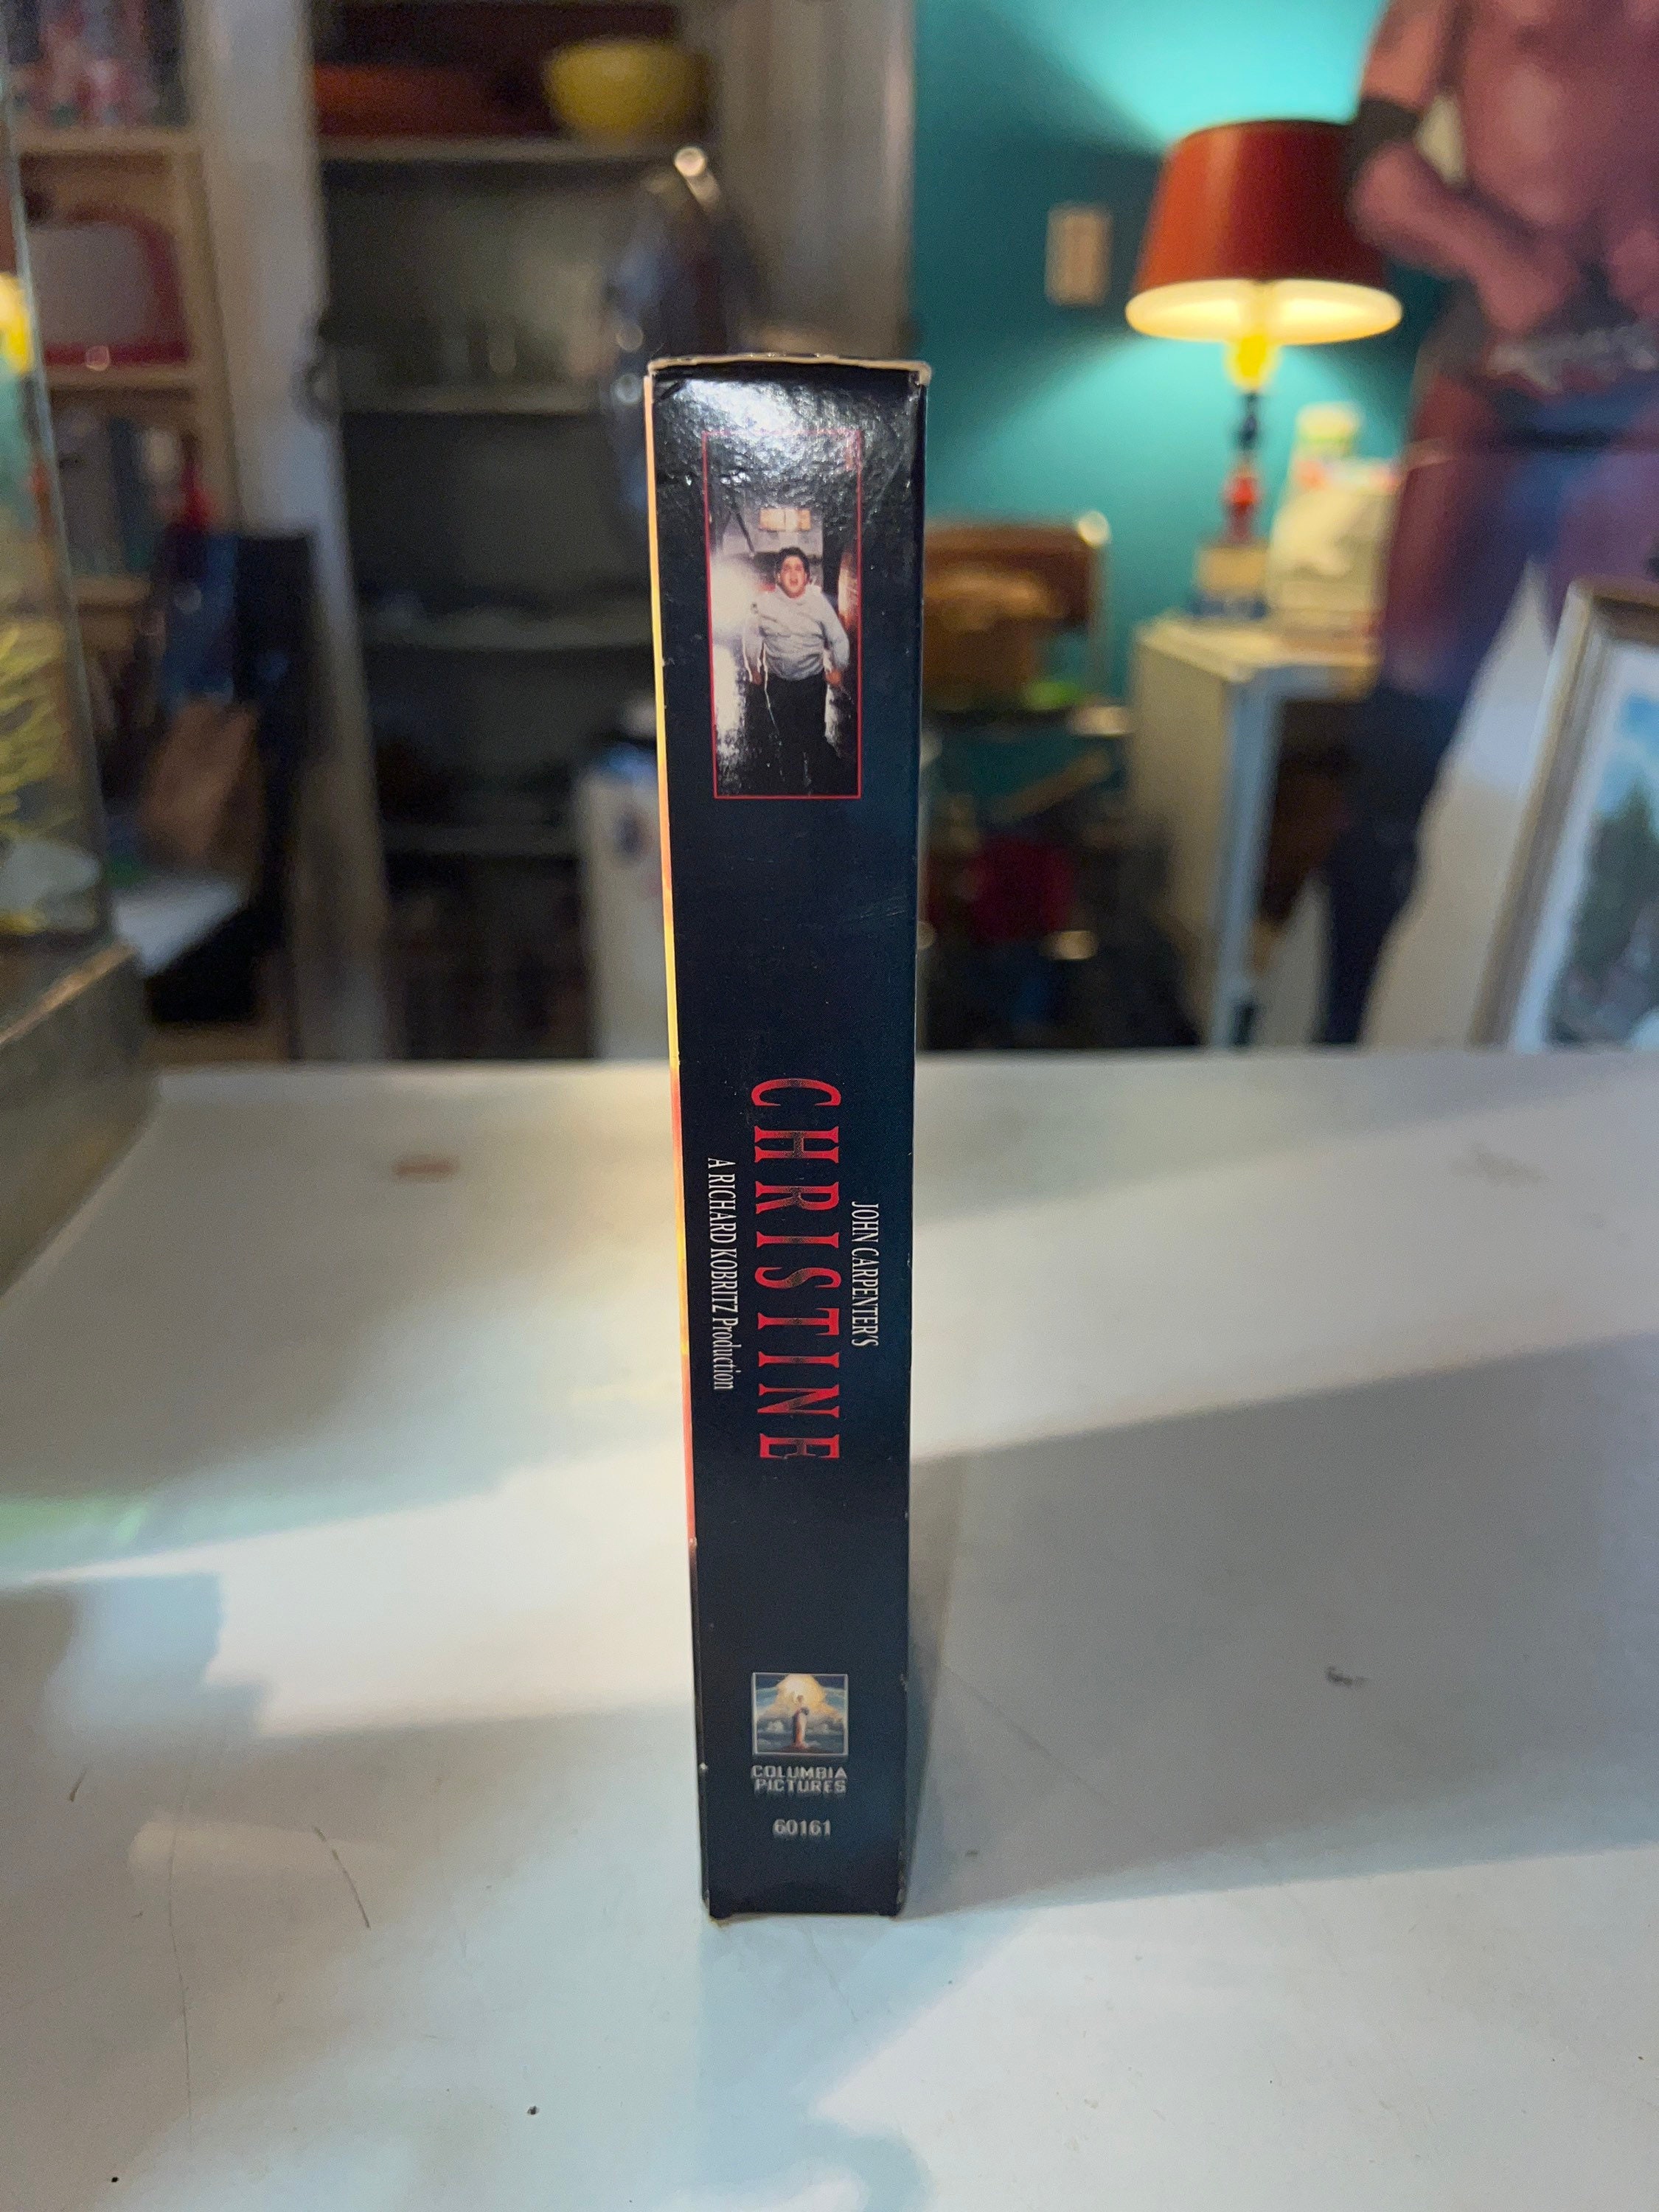 JOHN CARPENTER'S
CHRISTINE
A RICHARD KOBRITZ Production
COLUMBIA
PICTURES
60161